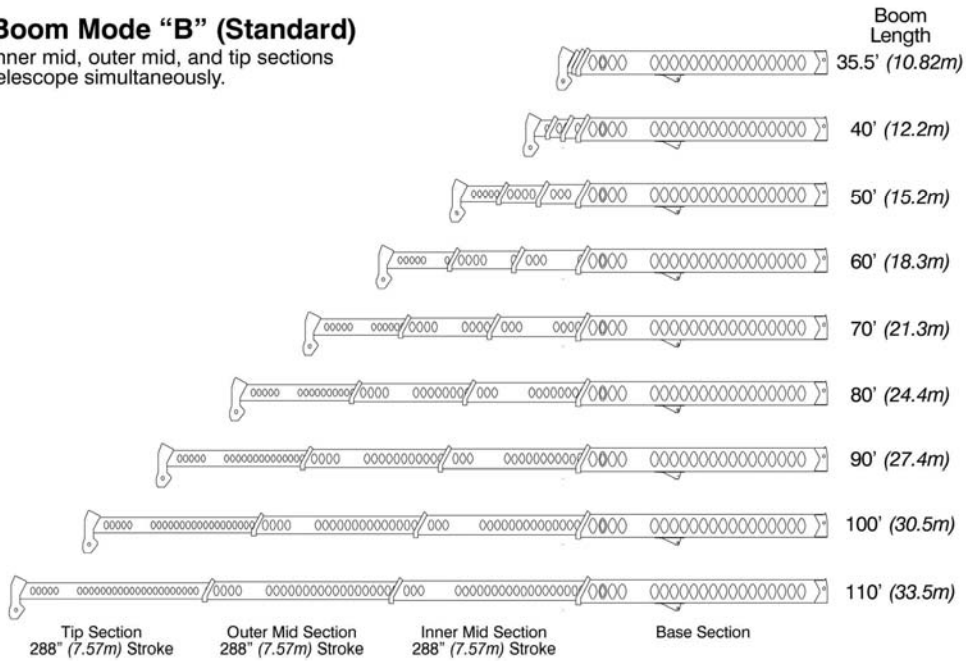 Boom Mode “B” (Standard)
nner mid, outer mid, and tip sections
elescope simultaneously.
Boom
Length
35.5’ (10.82m)
40’ (12.2m)
50’ (15.2m)
60’ (18.3m)
70’ (21.3m)
80’ (24.4m)
90’ (27.4m)
100’ (30.5m)
110’ (33.5m)
Tip Section
288” (7.57m) Stroke
Outer Mid Section
288” (7.57m) Stroke
Inner Mid Section
288” (7.57m) Stroke
Base Section